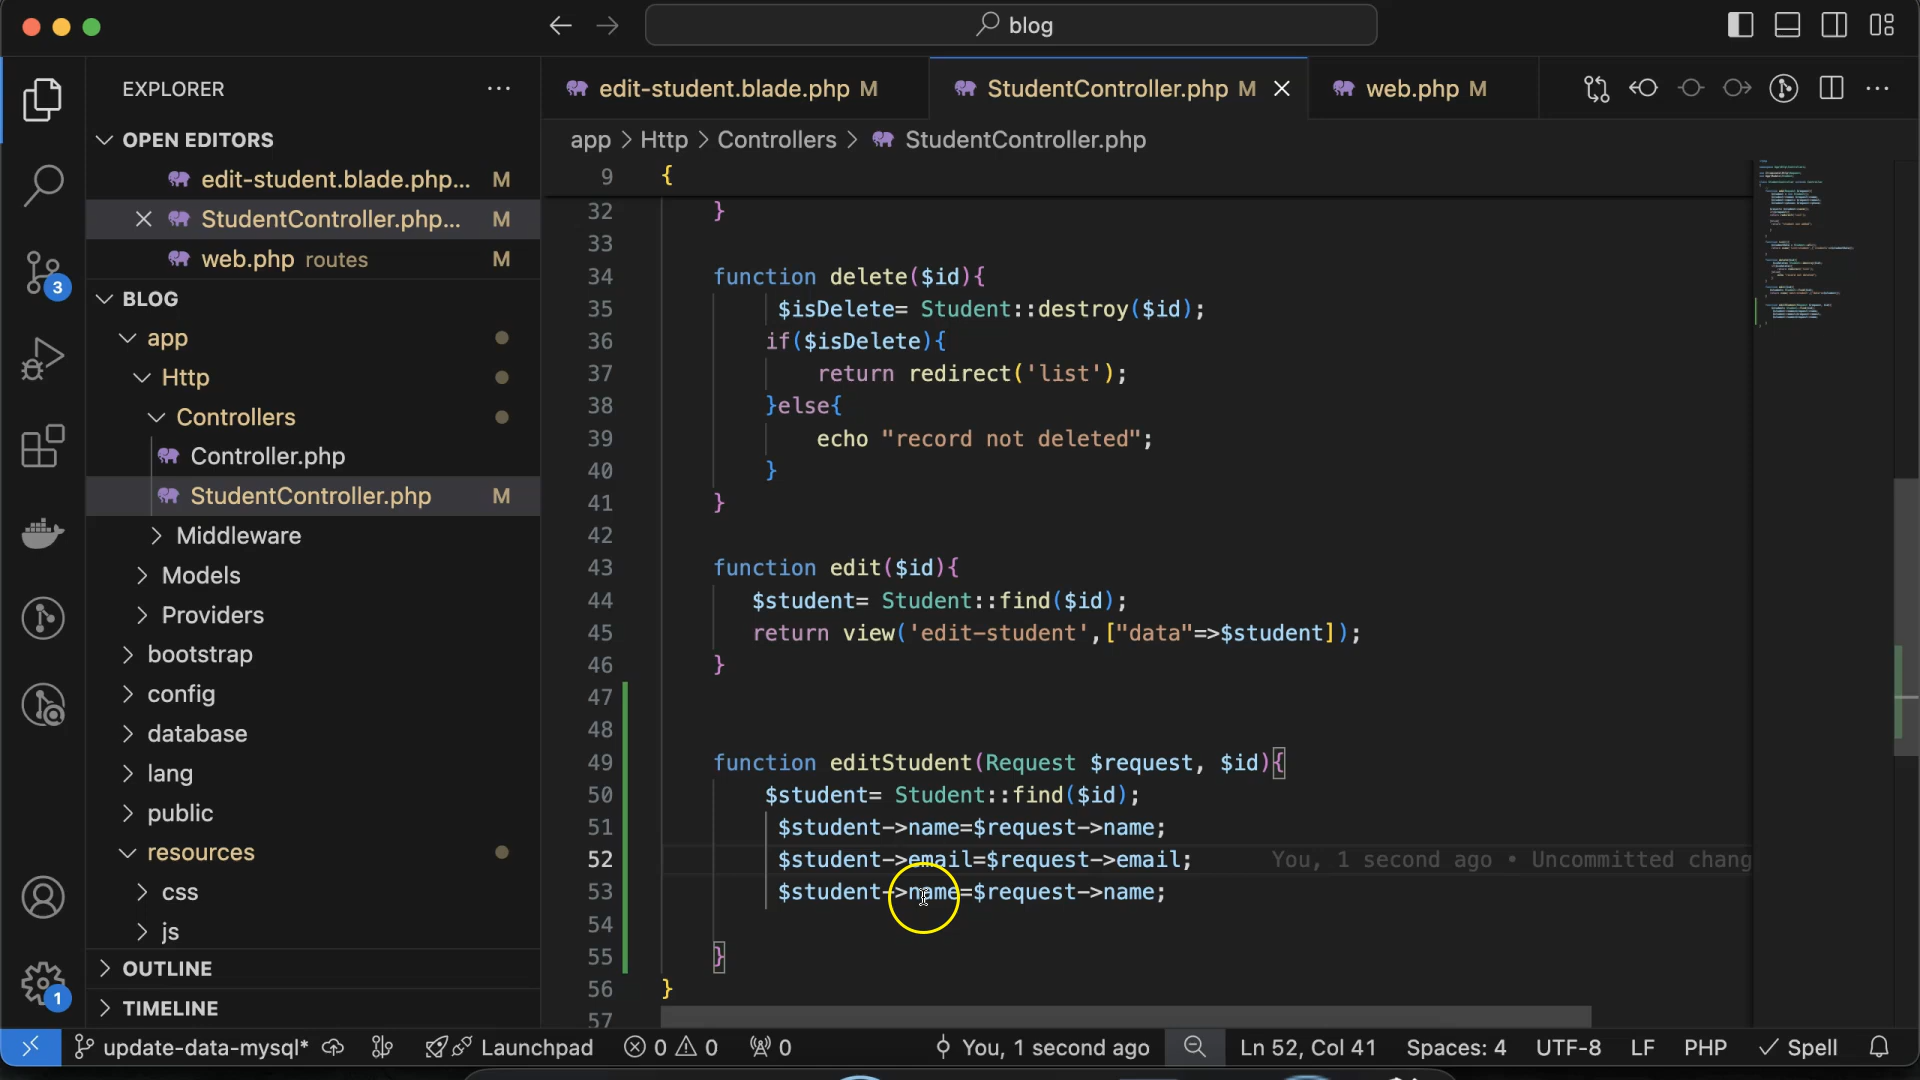 blog
EXPLORER
OPEN EDITORS
edit-student.blade.php... M
StudentController.php... M
web.php routes M
BLOG
app
Http
Controllers
Controller.php
StudentController.php M
Middleware
Models
Providers
bootstrap
config
database
lang
public
resources
css
js
OUTLINE
TIMELINE
3
1
edit-student.blade.php M
StudentController.php M
web.php M
app > Http > Controllers > StudentController.php
9 {
32 }
33
34 function delete($id){
35 $isDelete= Student::destroy($id);
36 if($isDelete){
37 return redirect('list');
38 }else{
39 echo "record not deleted";
40 }
41 }
42
43 function edit($id){
44 $student= Student::find($id);
45 return view('edit-student',["data"=>$student]);
46 }
47
48
49 function editStudent(Request $request, $id){
50 $student= Student::find($id);
51 $student->name=$request->name;
52 $student->email=$request->email; You, 1 second ago • Uncommitted chang
53 $student->name=$request->name;
54
55 }
56 }
57
update-data-mysql* Launchpad 0 0 0 You, 1 second ago Ln 52, Col 41 Spaces: 4 UTF-8 LF PHP Spell